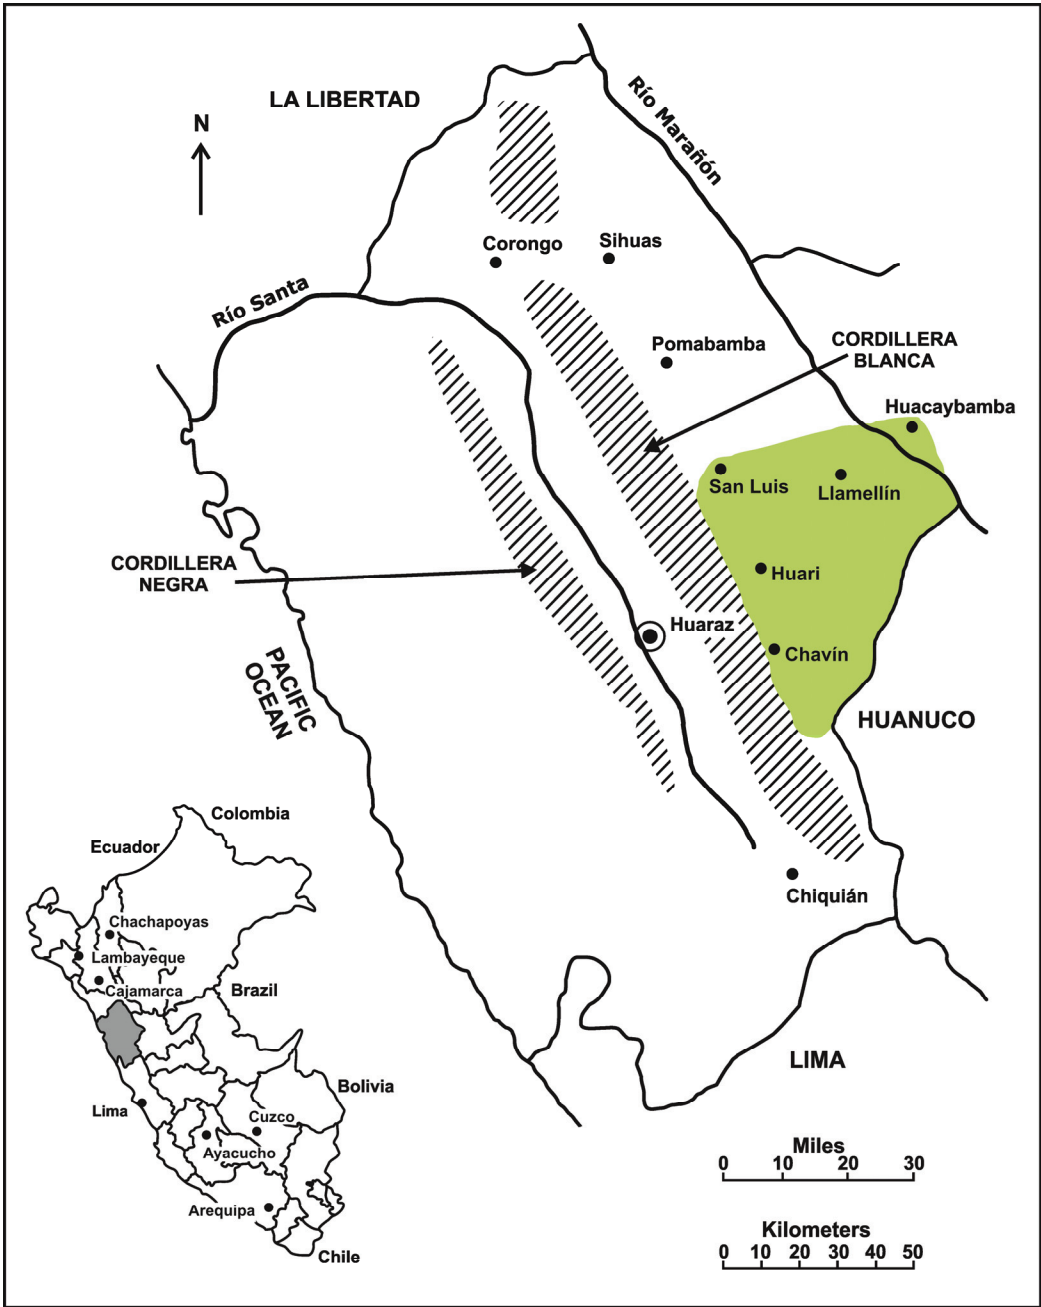 LA LIBERTAD
N
Río Marañón
Corongo
Sihuas
Río Santa
Pomabamba
CORDILLERA
BLANCA
Huacaybamba
San Luis
Llamellín
CORDILLERA
NEGRA
Huari
Huaraz
Chavín
PACIFIC
OCEAN
HUANUCO
Chiquián
LIMA
Colombia
Ecuador
Chachapoyas
Lambayeque
Cajamarca
Brazil
Bolivia
Lima
Cuzco
Ayacucho
Arequipa
Chile
Miles
0 10 20 30
Kilometers
0 10 20 30 40 50